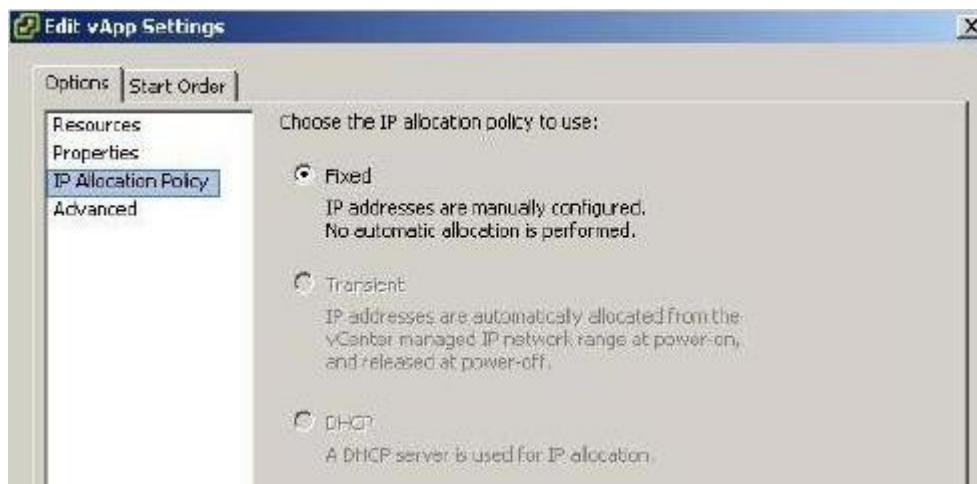 Edit vApp Settings
Options
Start Order
Resources
Properties
IP Allocation Policy
Advanced
Choose the IP allocation policy to use:
Fixed
IP addresses are manually configured.
No automatic allocation is performed.
Transient
IP addresses are automatically allocated from the
vCenter managed IP network range at power-on,
and released at power-off.
DHCP
A DHCP server is used for IP allocation.